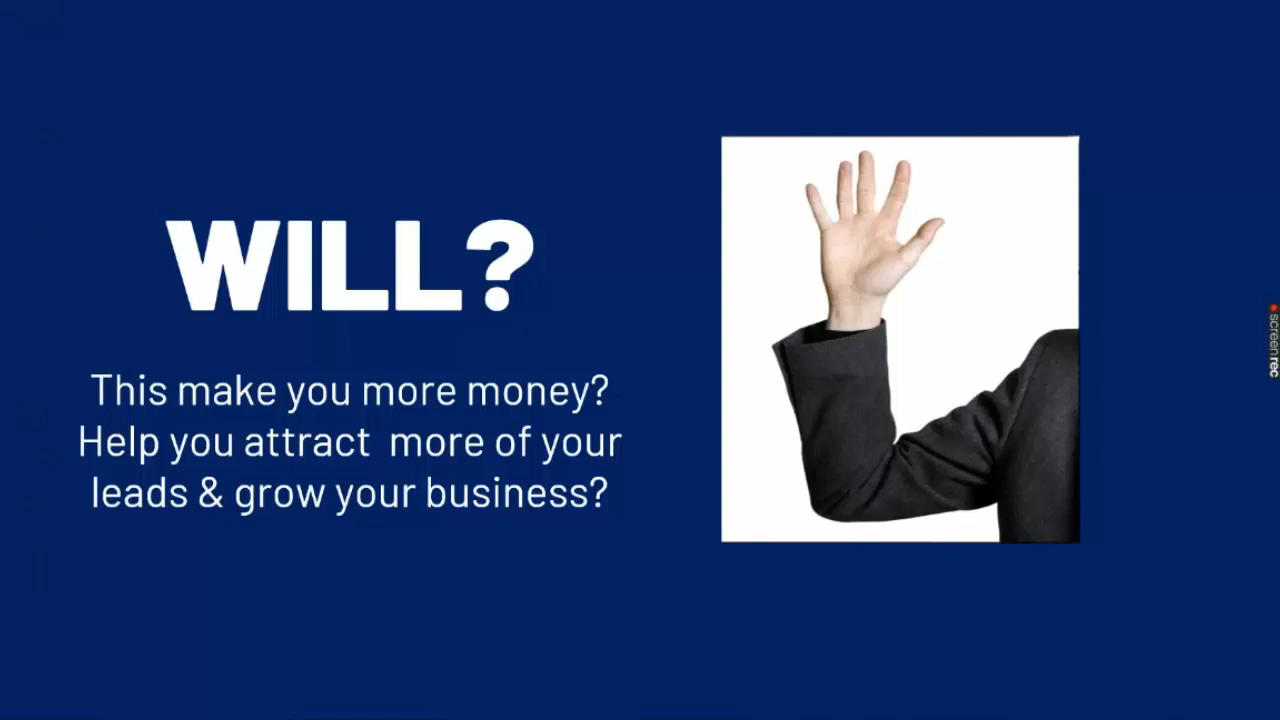 WILL?
This make you more money?
Help you attract more of your
leads & grow your business?
screenrec